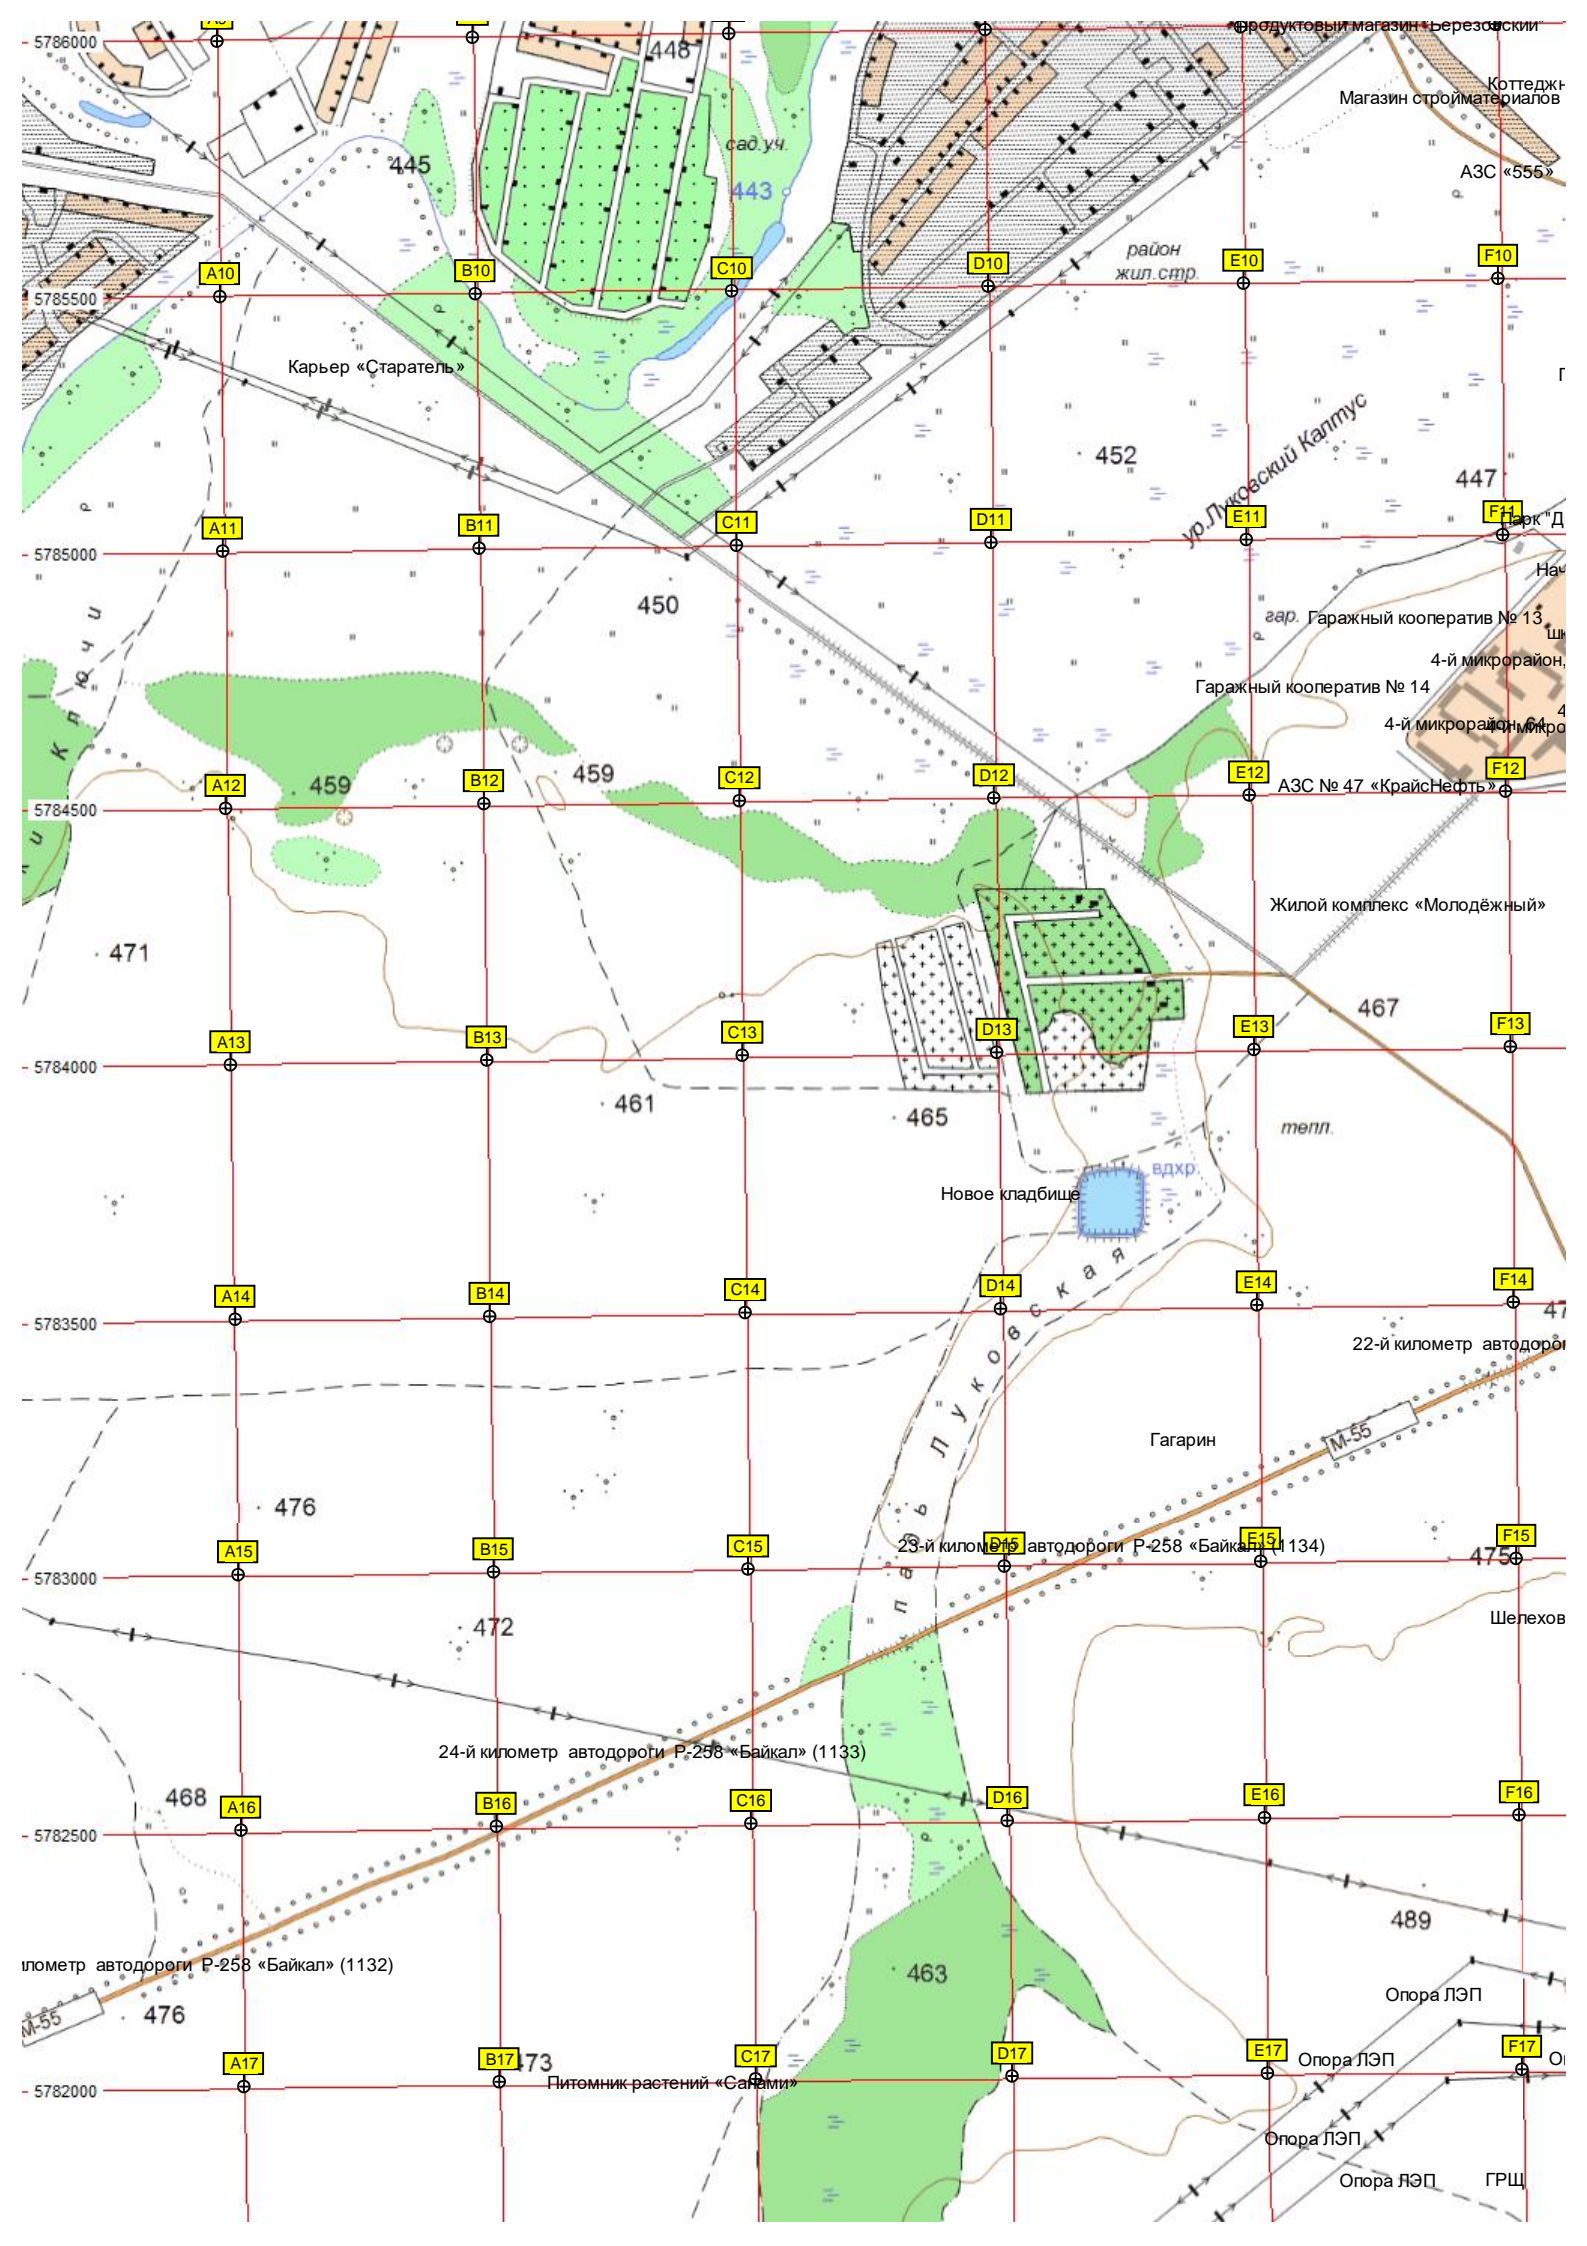 5786000
Продуктовый магазин "Березовский"
448
Магазин стройматериалов
445
сад.уч.
443
АЗС «555»
район
жил.стр.
A10
B10
C10
D10
E10
F10
5785500
Карьер «Старатель»
452
ур.Луковский Калтус
447
A11
B11
C11
D11
E11
F11
Парк "Д
5785000
450
гар.
Гаражный кооператив № 13
4-й микрорайон,
Ключи
Гаражный кооператив № 14
4-й микрорайон, 64
A12
B12
C12
D12
E12
F12
459
459
АЗС № 47 «КрайсНефть»
5784500
Жилой комплекс «Молодёжный»
471
467
A13
B13
C13
D13
E13
F13
5784000
461
465
тепл.
вдхр.
Новое кладбище
A14
B14
C14
D14
E14
F14
5783500
47
22-й километр автодорог
падь Луковская
M-55
Гагарин
476
A15
B15
C15
D15
E15
F15
23-й километр автодороги Р-258 «Байкал» (1134)
475
5783000
472
Шелехов
24-й километр автодороги Р-258 «Байкал» (1133)
468
A16
B16
C16
D16
E16
F16
5782500
489
илометр автодороги Р-258 «Байкал» (1132)
463
Опора ЛЭП
M-55
476
A17
B17
473
C17
D17
E17
Опора ЛЭП
F17
5782000
Питомник растений «Сагами»
Опора ЛЭП
Опора ЛЭП
ГРЩ